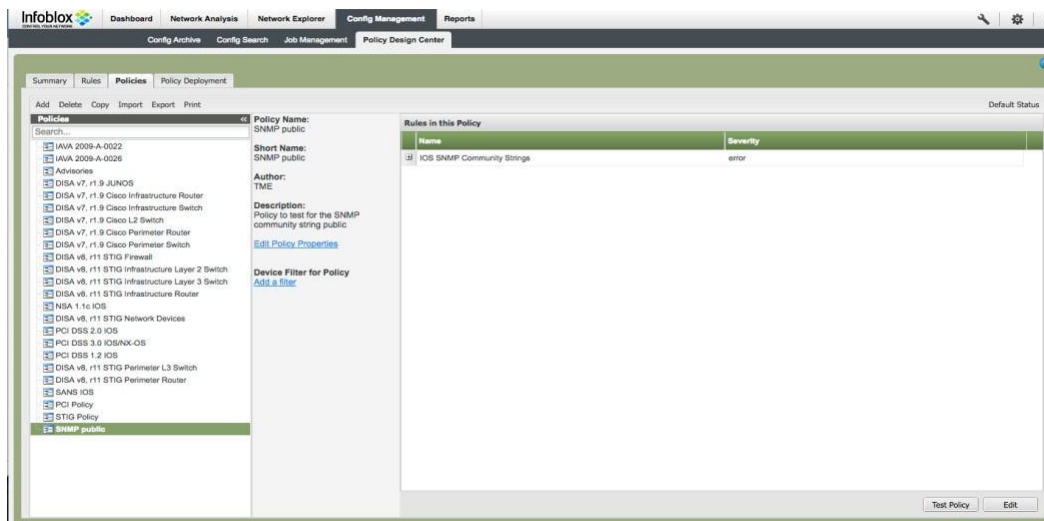 Infoblox
CONTROL YOUR NETWORK
Dashboard Network Analysis Network Explorer Config Management Reports
Config Archive Config Search Job Management Policy Design Center
Summary Rules Policies Policy Deployment
Add Delete Copy Import Export Print
Default Status
Policies «
Search...
IAVA 2009-A-0022
IAVA 2009-A-0026
Advisories
DISA v7, r1.9 JUNOS
DISA v7, r1.9 Cisco Infrastructure Router
DISA v7, r1.9 Cisco Infrastructure Switch
DISA v7, r1.9 Cisco L2 Switch
DISA v7, r1.9 Cisco Perimeter Router
DISA v7, r1.9 Cisco Perimeter Switch
DISA v8, r11 STIG Firewall
DISA v8, r11 STIG Infrastructure Layer 2 Switch
DISA v8, r11 STIG Infrastructure Layer 3 Switch
DISA v8, r11 STIG Infrastructure Router
NSA 1.1c IOS
DISA v8, r11 STIG Network Devices
PCI DSS 2.0 IOS
PCI DSS 3.0 IOS/NX-OS
PCI DSS 1.2 IOS
DISA v8, r11 STIG Perimeter L3 Switch
DISA v8, r11 STIG Perimeter Router
SANS IOS
PCI Policy
STIG Policy
SNMP public
Policy Name:
SNMP public
Short Name:
SNMP public
Author:
TME
Description:
Policy to test for the SNMP
community string public
Edit Policy Properties
Device Filter for Policy
Add a filter
Rules in this Policy
Name Severity
IOS SNMP Community Strings error
Test Policy Edit